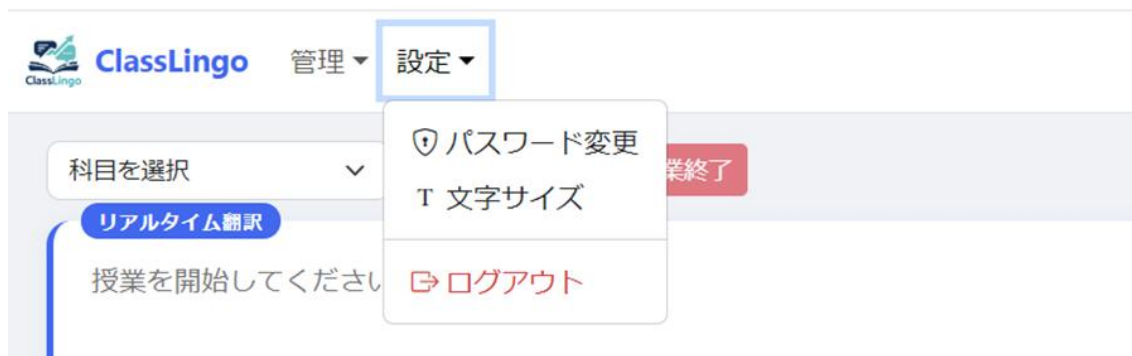 ClassLingo
ClassLingo 管理 設定
パスワード変更
科目を選択 業終了
T 文字サイズ
リアルタイム翻訳
授業を開始してください
ログアウト